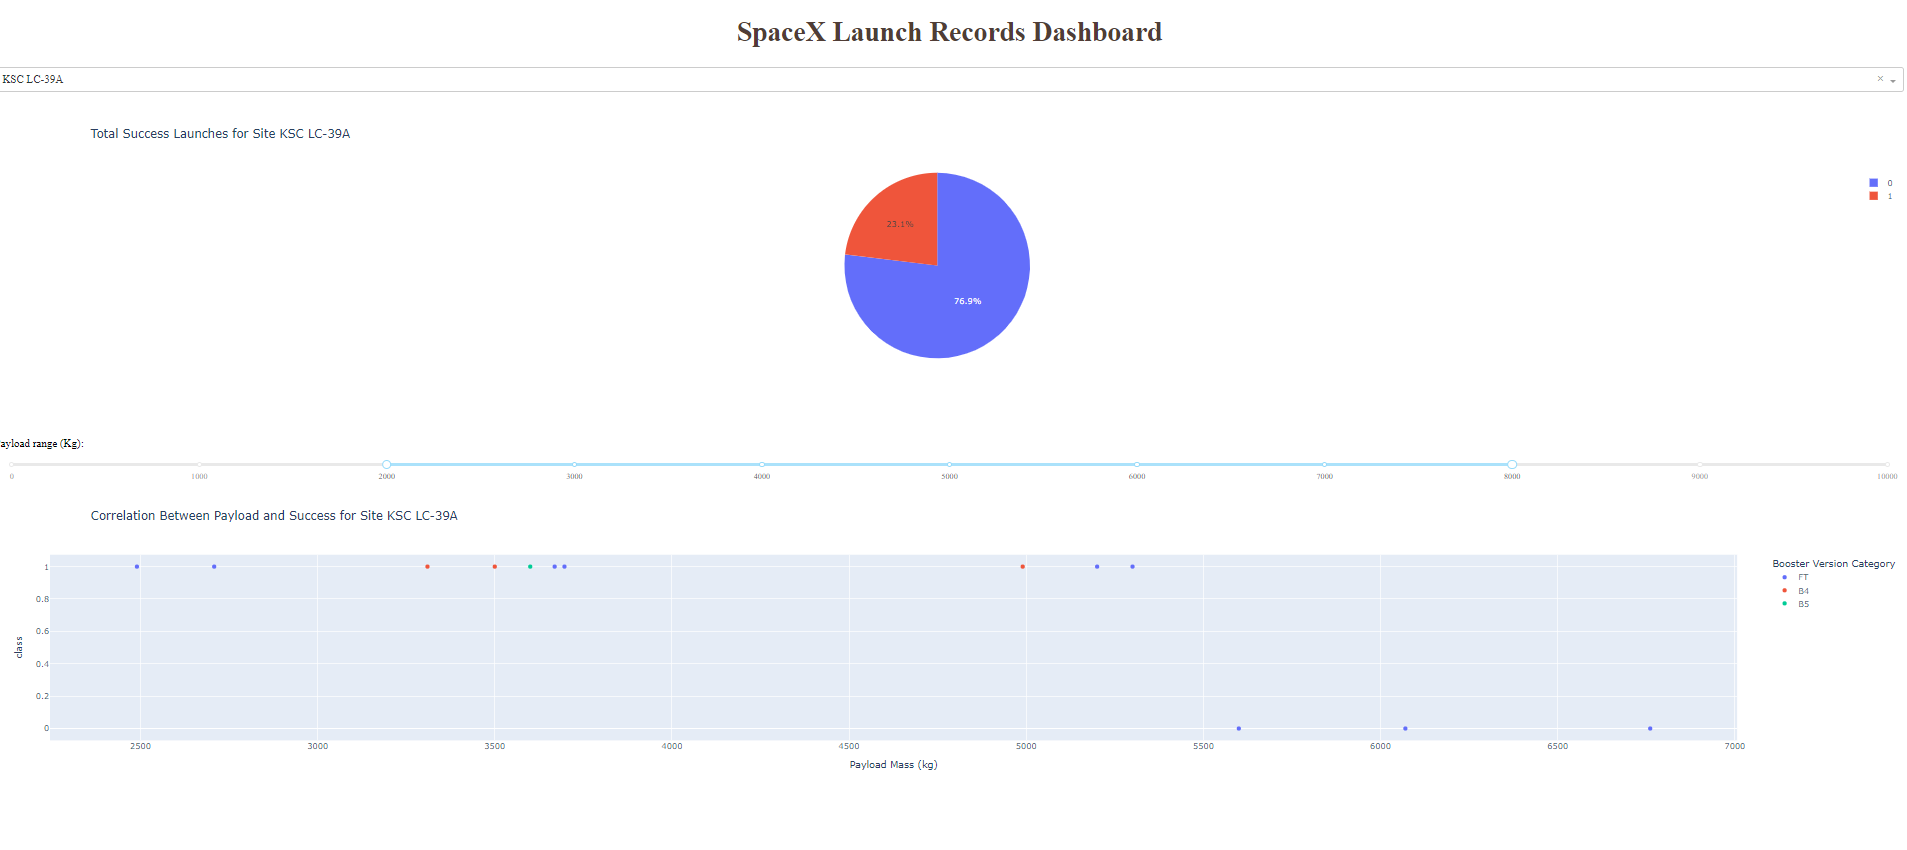 SpaceX Launch Records Dashboard
KSC LC-39A
×
Total Success Launches for Site KSC LC-39A
0
1
23.1%
76.9%
ayload range (Kg):
0 1000 2000 3000 4000 5000 6000 7000 8000 9000 10000
Correlation Between Payload and Success for Site KSC LC-39A
Booster Version Category
FT
B4
B5
class
1
0.8
0.6
0.4
0.2
0
2500 3000 3500 4000 4500 5000 5500 6000 6500 7000
Payload Mass (kg)